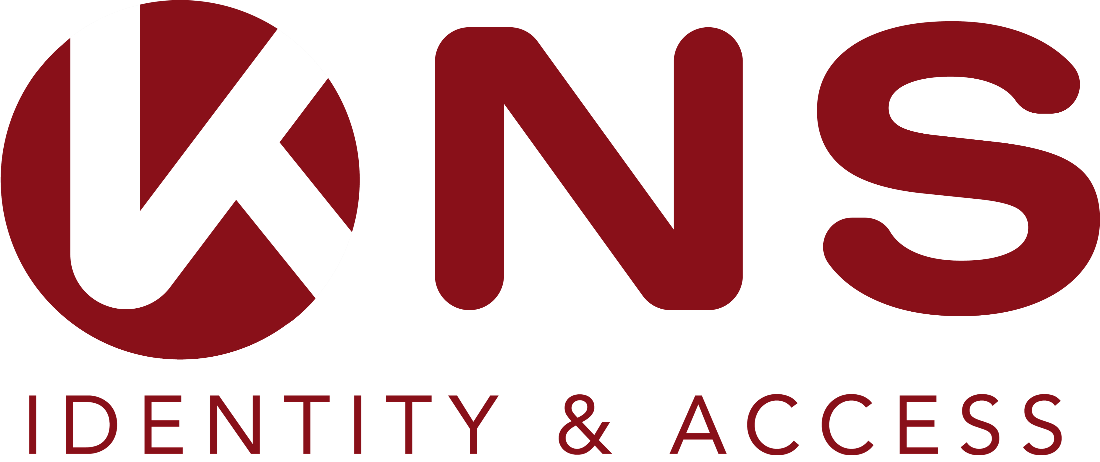 KNS
IDENTITY & ACCESS